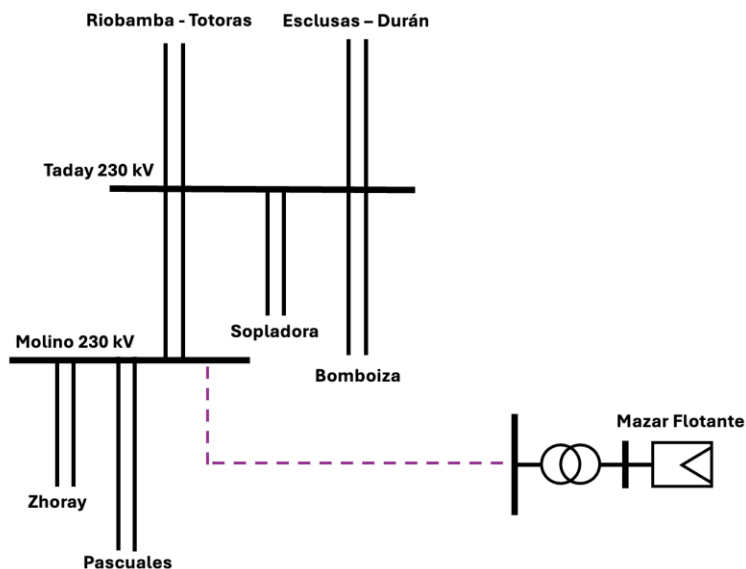 Riobamba - Totoras
Esclusas – Durán
Taday 230 kV
Sopladora
Molino 230 kV
Bomboiza
Mazar Flotante
Zhoray
Pascuales